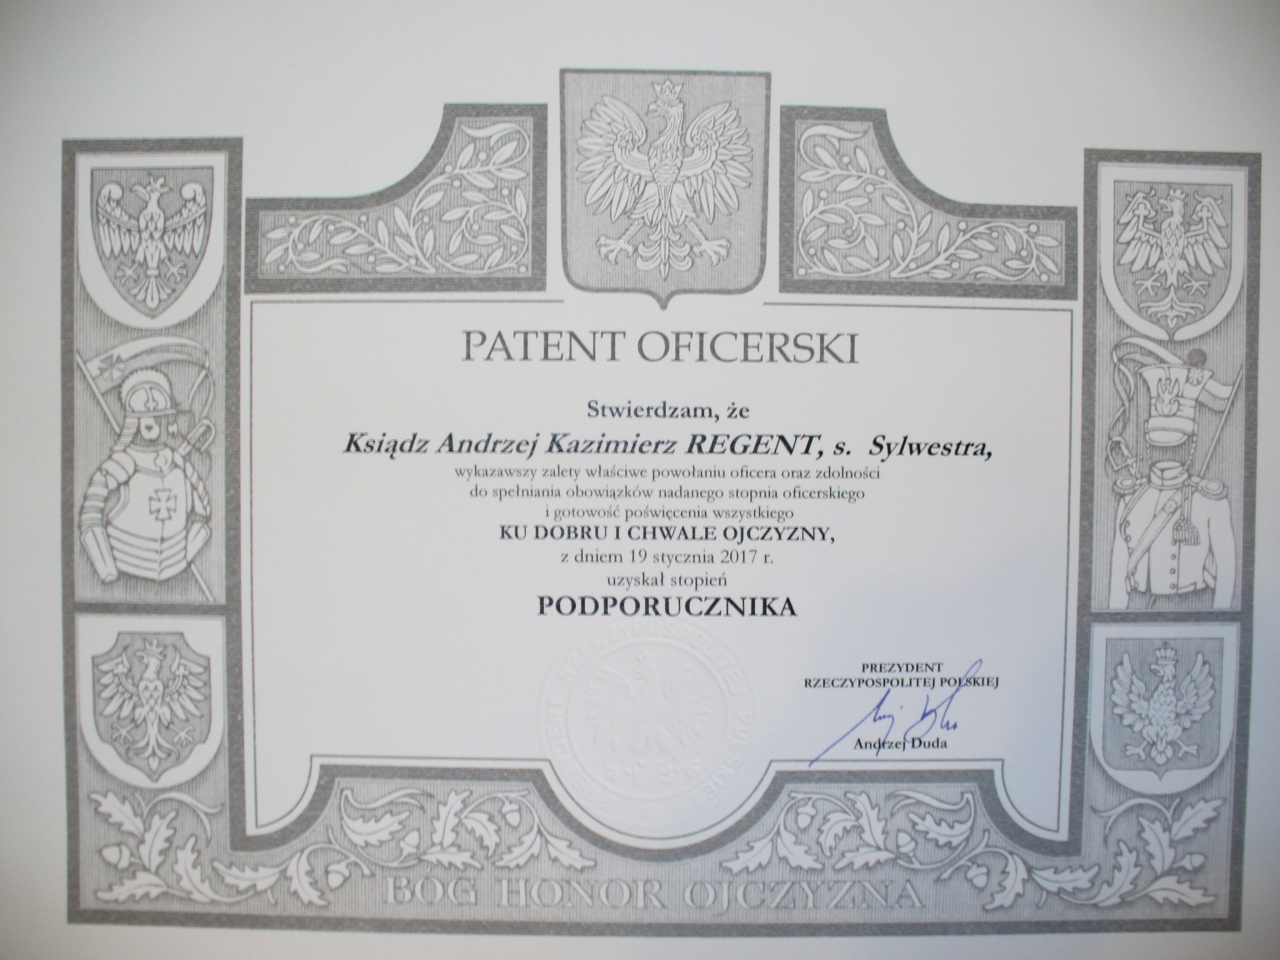 PATENT OFICERSKI
Stwierdzam, że
Ksiądz Andrzej Kazimierz REGENT, s. Sylwestra,
wykazawszy zalety właściwe powołaniu oficera oraz zdolności
do spełniania obowiązków nadanego stopnia oficerskiego
i gotowość poświęcenia wszystkiego
KU DOBRU I CHWALE OJCZYZNY,
z dniem 19 stycznia 2017 r.
uzyskał stopień
PODPORUCZNIKA
PREZYDENT
RZECZYPOSPOLITEJ POLSKIEJ
Andrzej Duda
BÓG HONOR OJCZYZNA